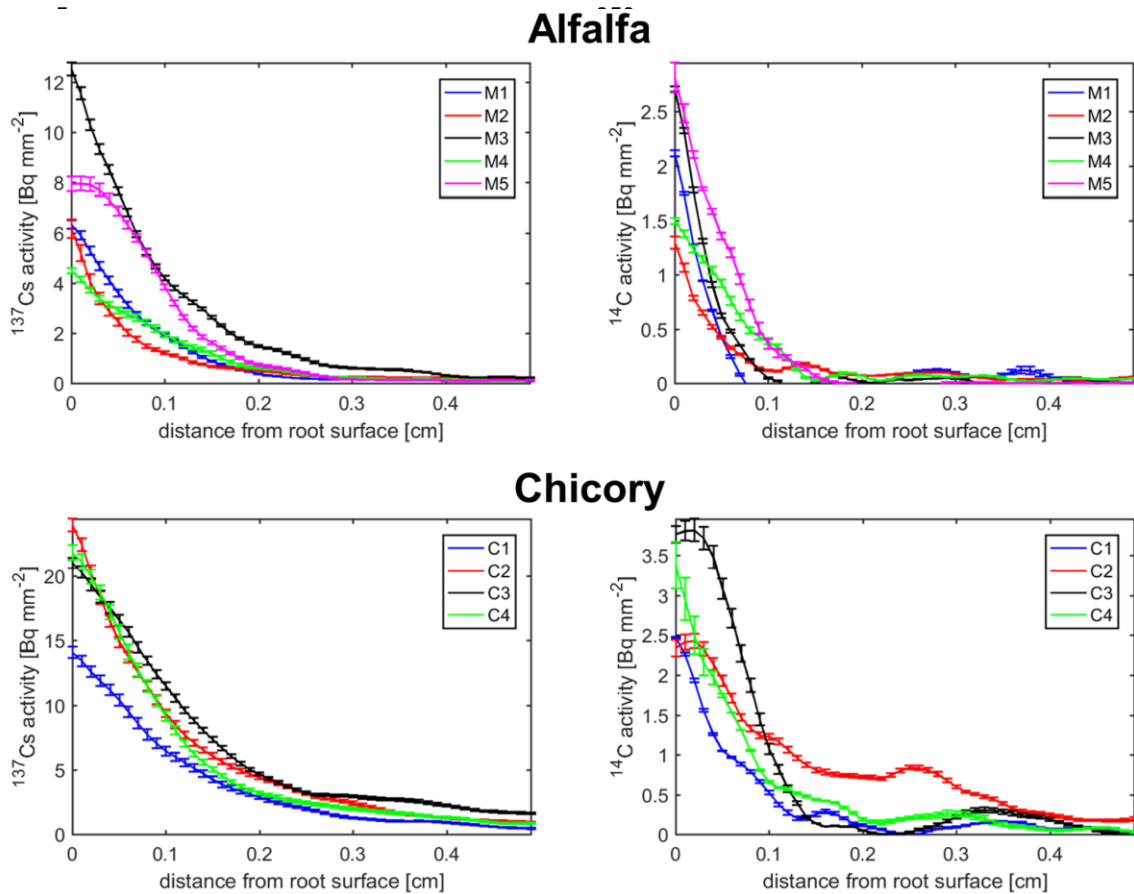 Alfalfa
¹³⁷Cs activity [Bq mm⁻²]
12
10
8
6
4
2
0
0
0.1
0.2
0.3
0.4
distance from root surface [cm]
M1
M2
M3
M4
M5
¹⁴C activity [Bq mm⁻²]
2.5
2
1.5
1
0.5
0
0
0.1
0.2
0.3
0.4
distance from root surface [cm]
M1
M2
M3
M4
M5
Chicory
¹³⁷Cs activity [Bq mm⁻²]
20
15
10
5
0
0
0.1
0.2
0.3
0.4
distance from root surface [cm]
C1
C2
C3
C4
¹⁴C activity [Bq mm⁻²]
3.5
3
2.5
2
1.5
1
0.5
0
0
0.1
0.2
0.3
0.4
distance from root surface [cm]
C1
C2
C3
C4